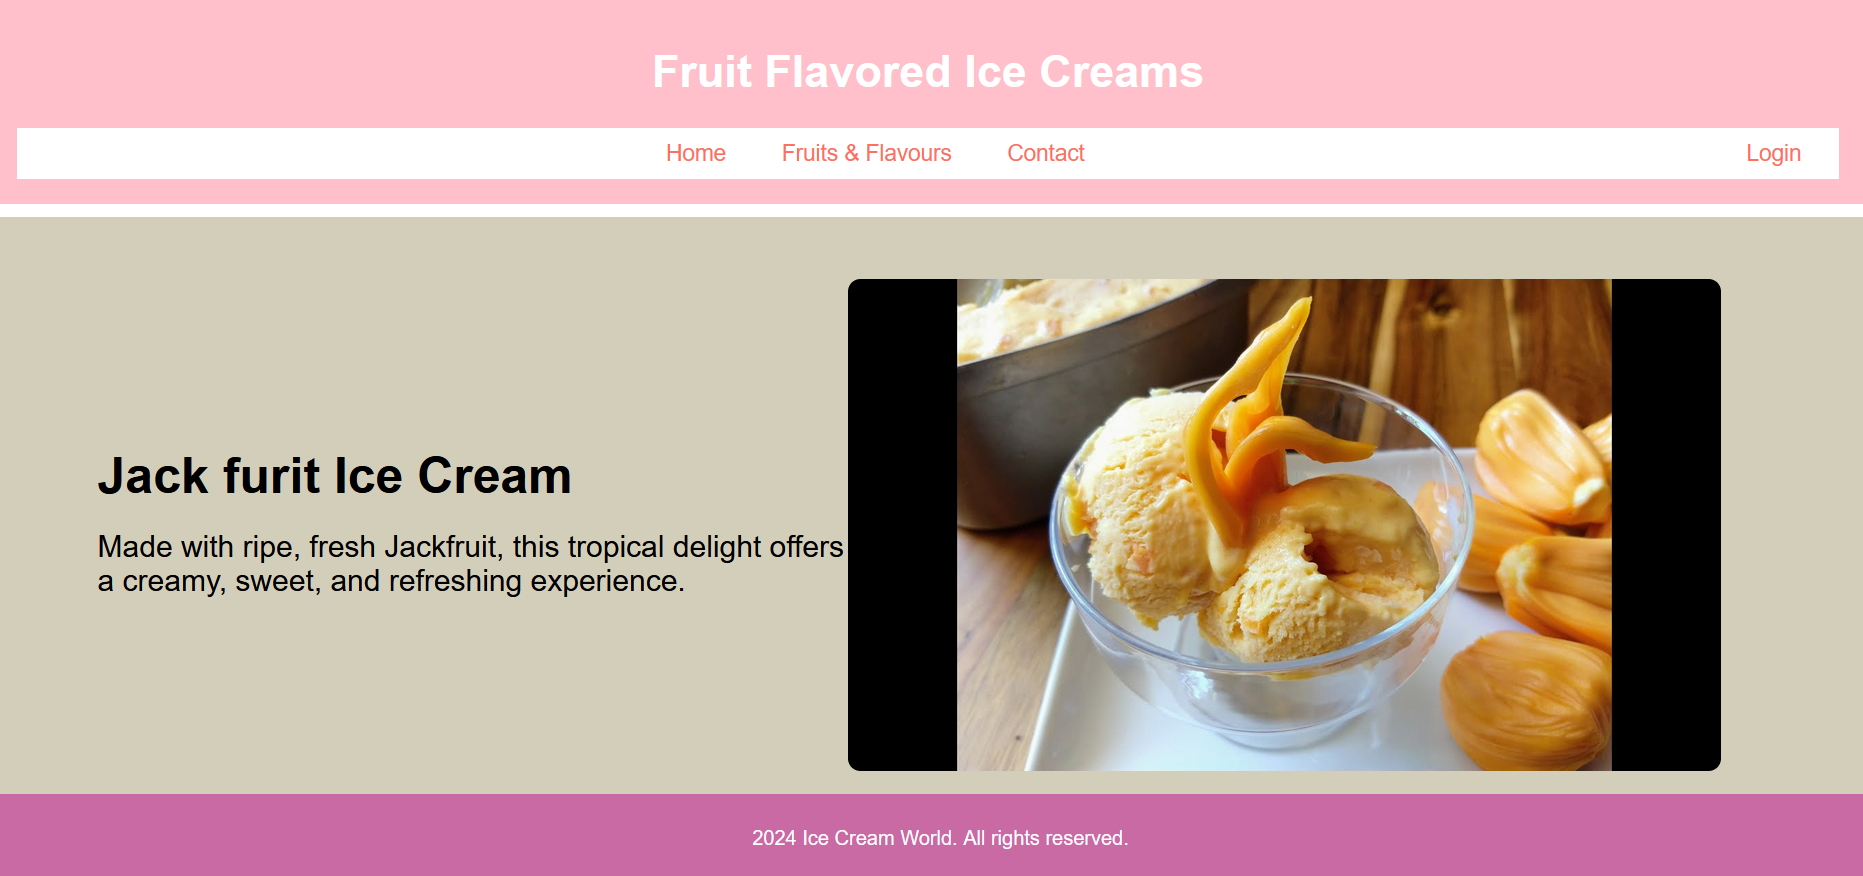 Fruit Flavored Ice Creams
Home Fruits & Flavours Contact Login
Jack furit Ice Cream
Made with ripe, fresh Jackfruit, this tropical delight offers
a creamy, sweet, and refreshing experience.
2024 Ice Cream World. All rights reserved.